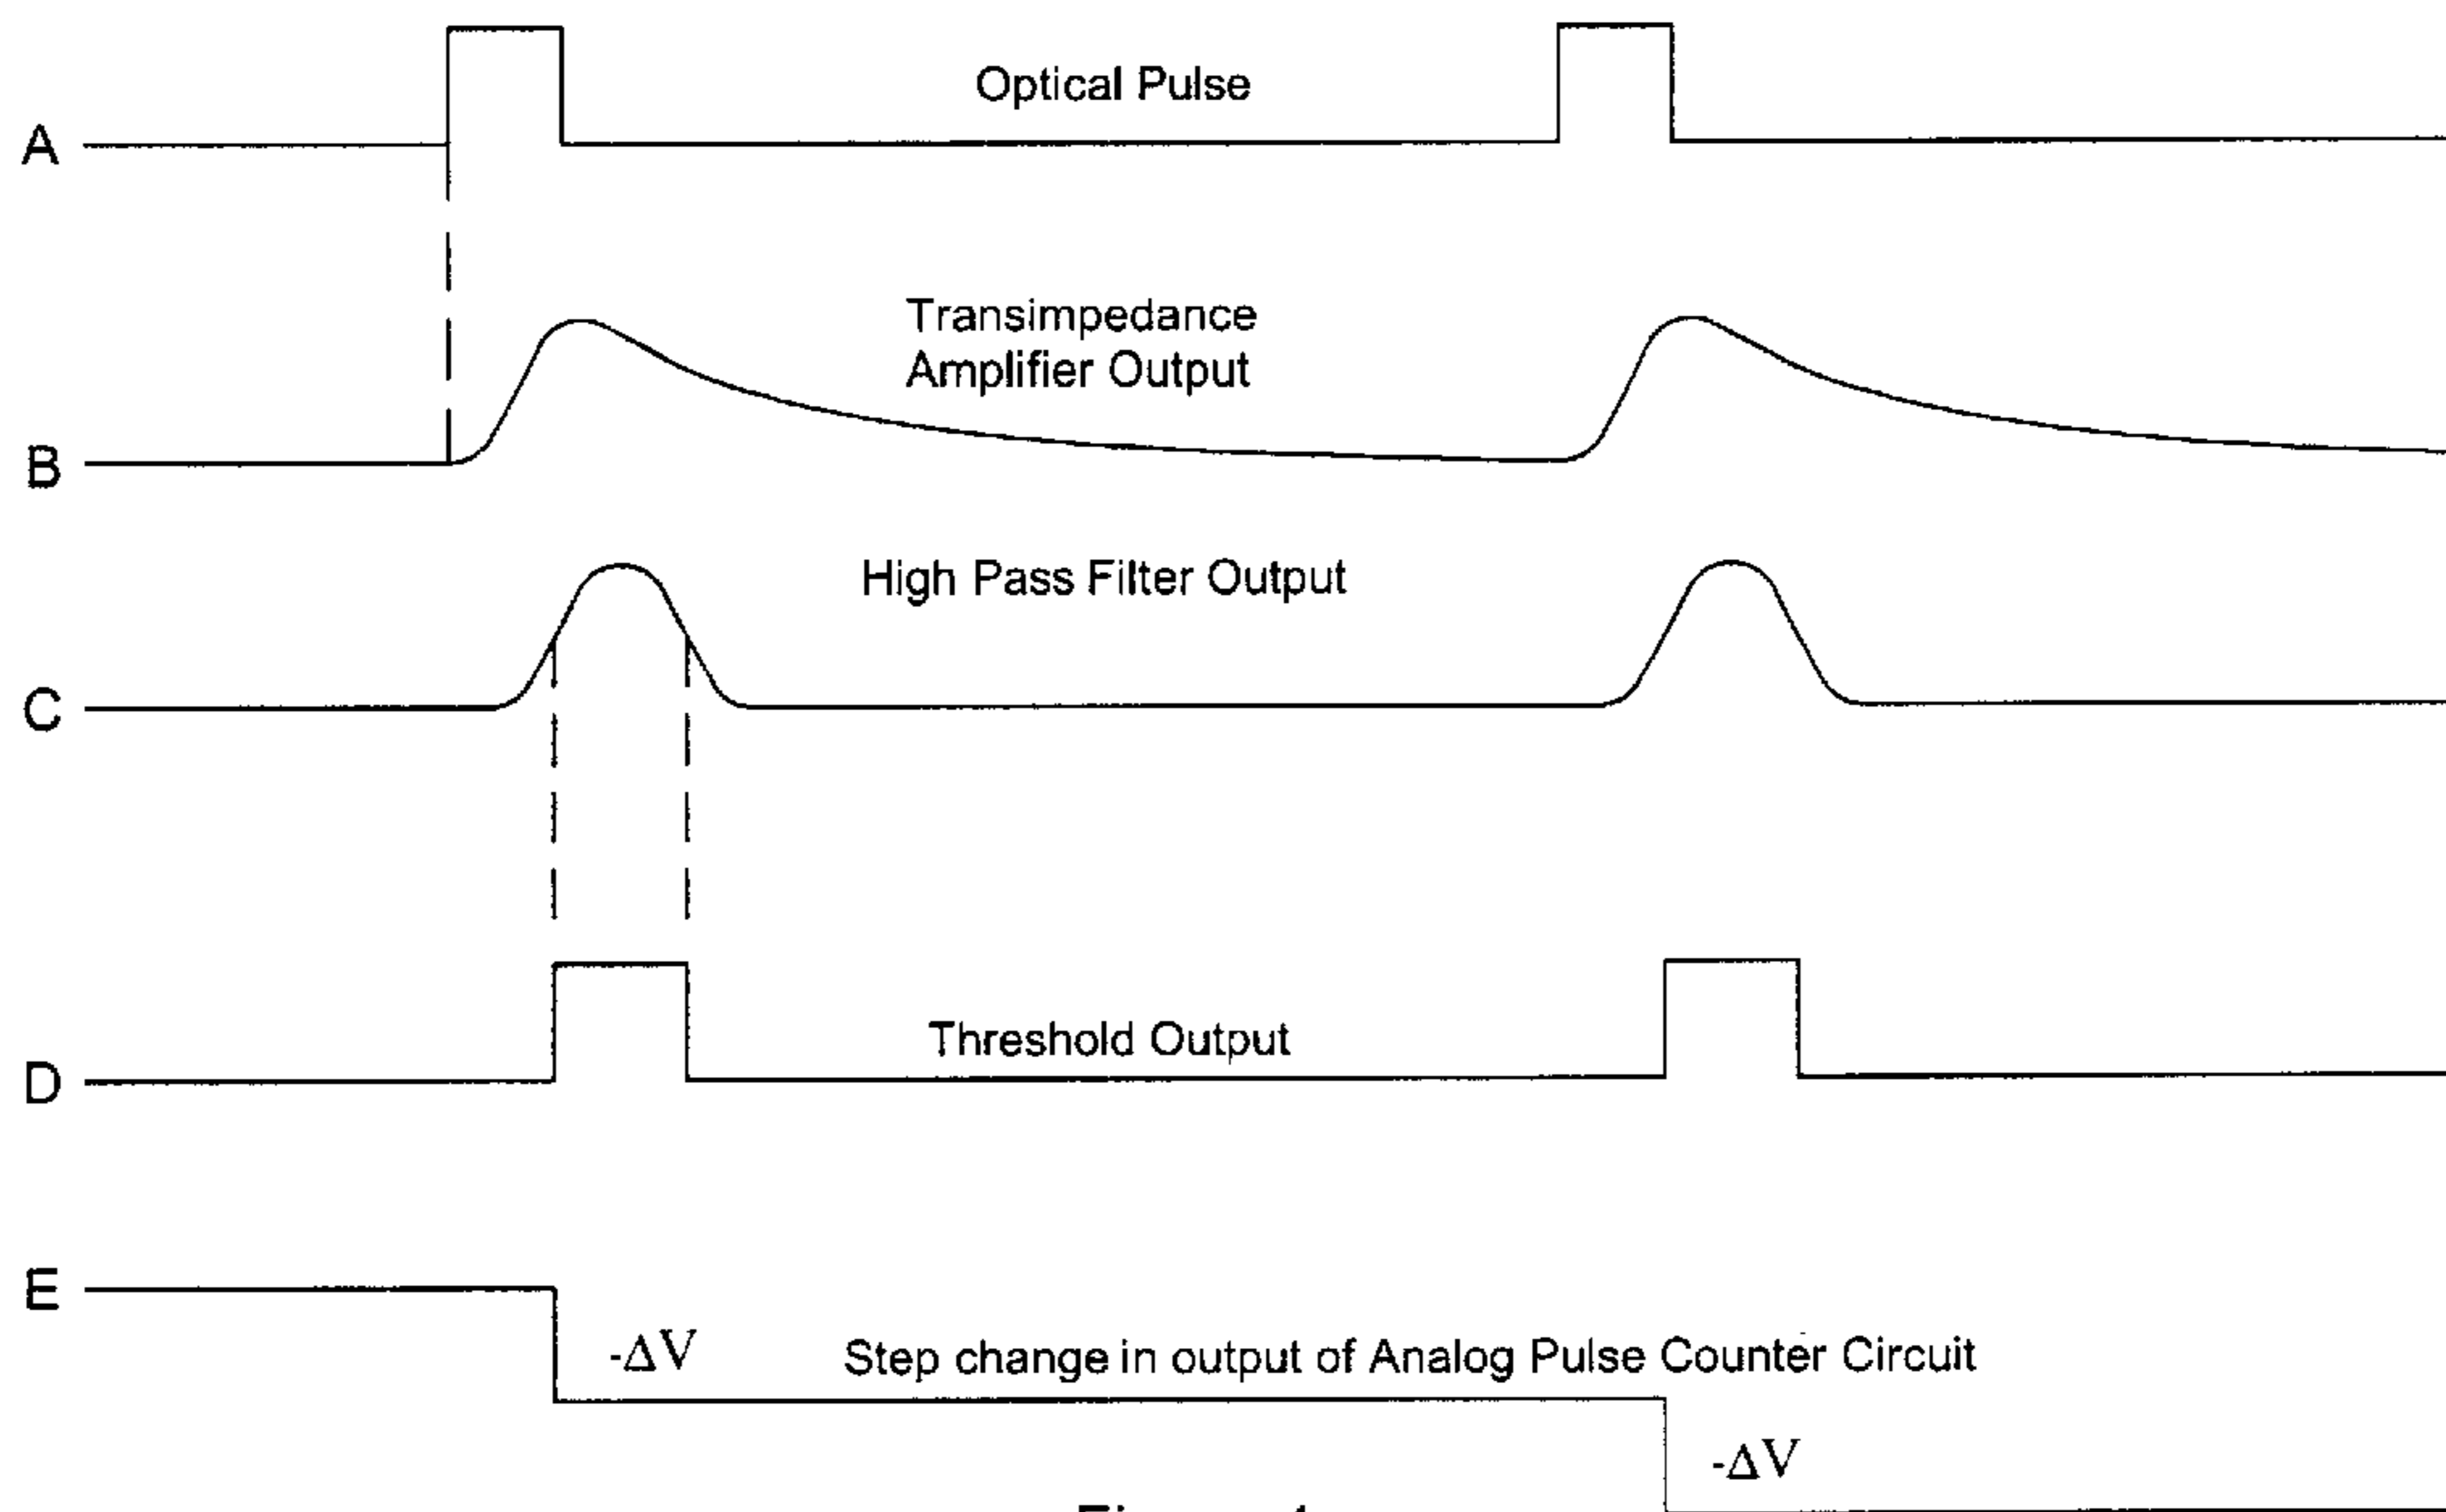 Optical Pulse
A
Transimpedance
Amplifier Output
B
High Pass Filter Output
C
Threshold Output
D
E
-ΔV
Step change in output of Analog Pulse Counter Circuit
-ΔV